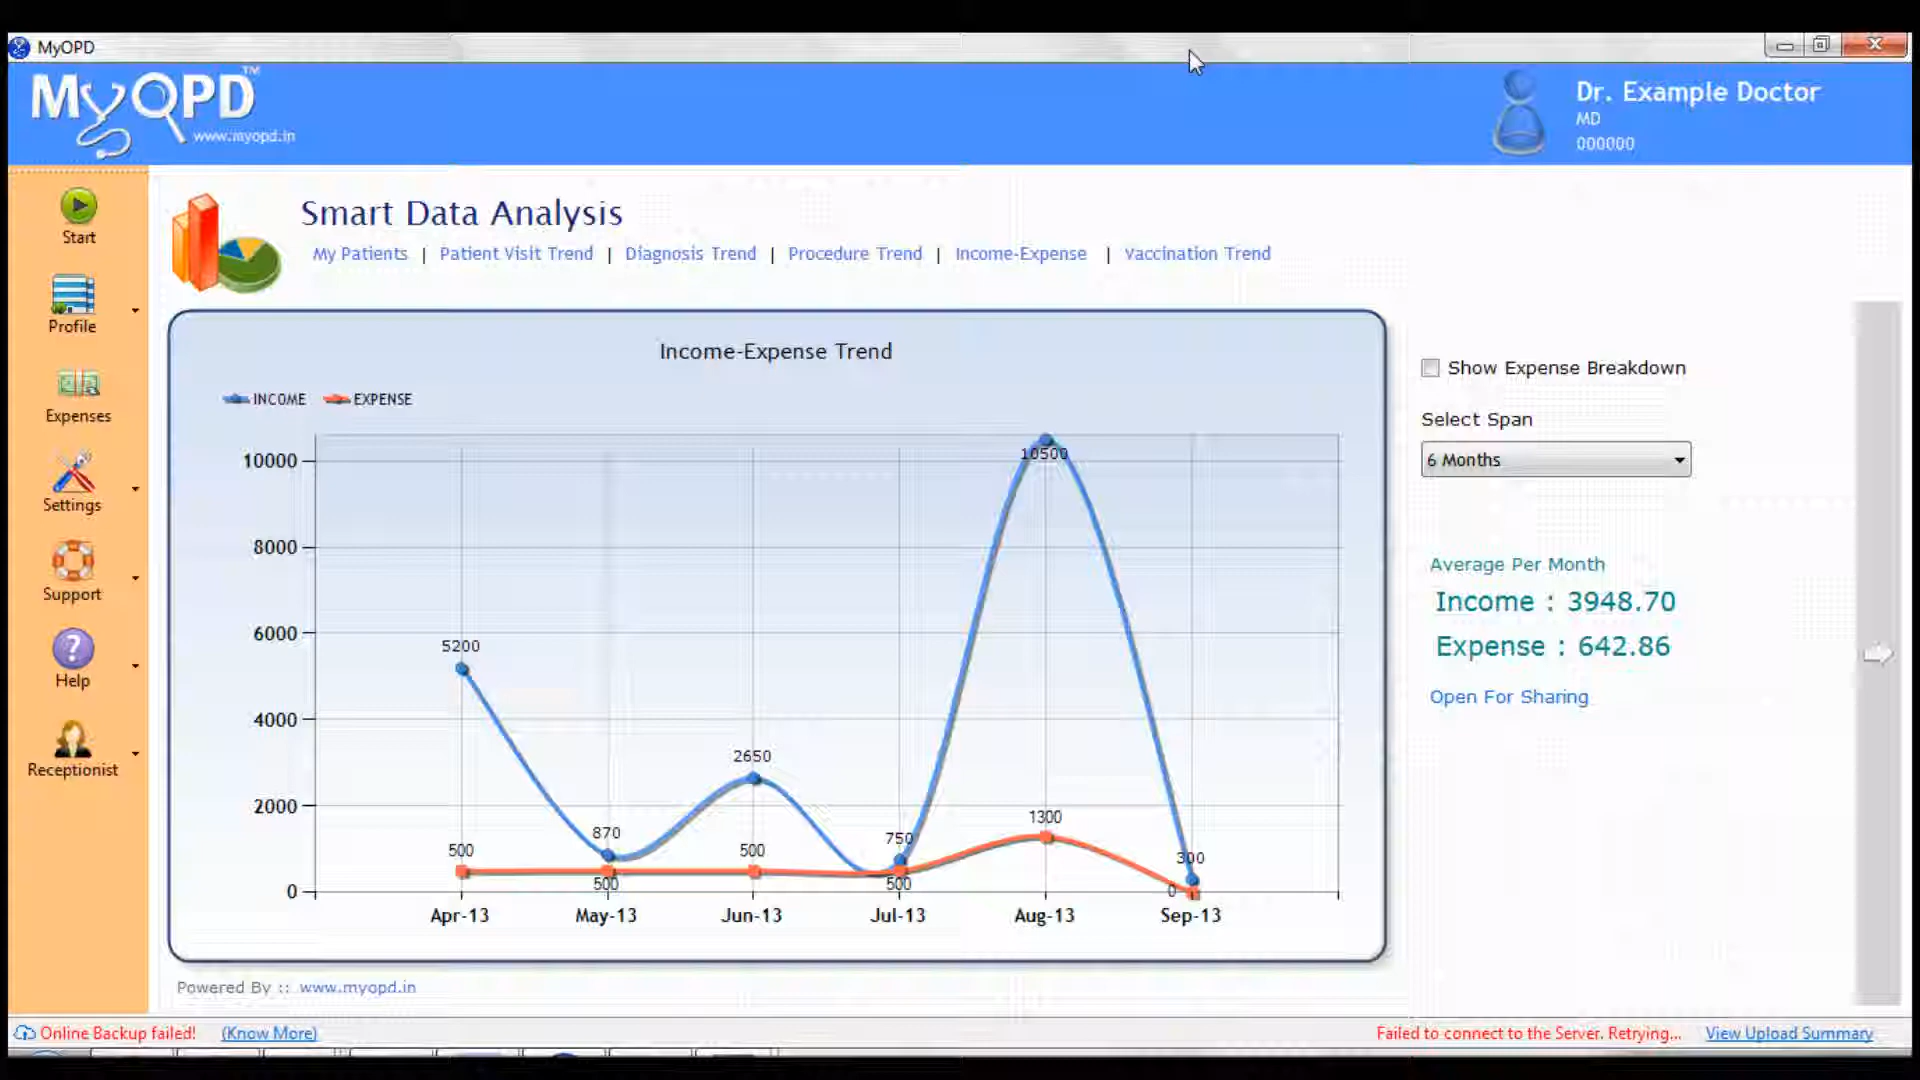 MyOPD
MyOPD™
www.myopd.in
Dr. Example Doctor
MD
000000
Start
Profile
Expenses
Settings
Support
Help
Receptionist
Smart Data Analysis
My Patients | Patient Visit Trend | Diagnosis Trend | Procedure Trend | Income-Expense | Vaccination Trend
Income-Expense Trend
INCOME EXPENSE
10000
8000
6000
4000
2000
0
5200
870
2650
750
10500
300
500
500
500
500
1300
0
Apr-13 May-13 Jun-13 Jul-13 Aug-13 Sep-13
Show Expense Breakdown
Select Span
6 Months
Average Per Month
Income : 3948.70
Expense : 642.86
Open For Sharing
Powered By :: www.myopd.in
Online Backup failed! (Know More)
Failed to connect to the Server. Retrying... View Upload Summary